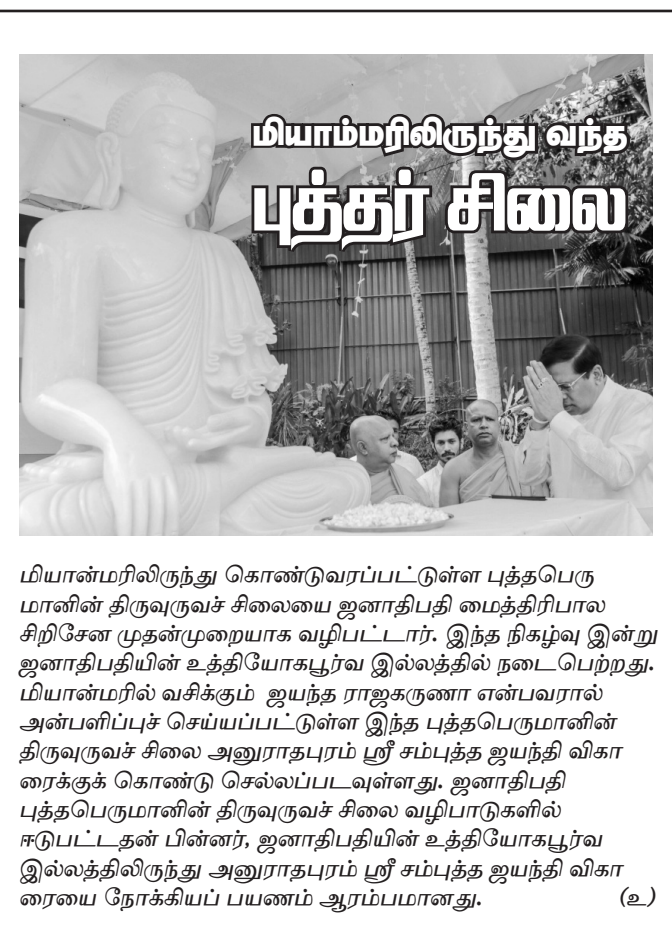 மியாம்மரிலிருந்து வந்த
புத்தர் சிலை
மியான்மரிலிருந்து கொண்டுவரப்பட்டுள்ள புத்தபெரு
மானின் திருவுருவச் சிலையை ஜனாதிபதி மைத்திரிபால
சிறிசேன முதன்முறையாக வழிபட்டார். இந்த நிகழ்வு இன்று
ஜனாதிபதியின் உத்தியோகபூர்வ இல்லத்தில் நடைபெற்றது.
மியான்மரில் வசிக்கும் ஜயந்த ராஜகருணா என்பவரால்
அன்பளிப்புச் செய்யப்பட்டுள்ள இந்த புத்தபெருமானின்
திருவுருவச் சிலை அனுராதபுரம் ஸ்ரீ சம்புத்த ஜயந்தி விகா
ரைக்குக் கொண்டு செல்லப்படவுள்ளது. ஜனாதிபதி
புத்தபெருமானின் திருவுருவச் சிலை வழிபாடுகளில்
ஈடுபட்டதன் பின்னர், ஜனாதிபதியின் உத்தியோகபூர்வ
இல்லத்திலிருந்து அனுராதபுரம் ஸ்ரீ சம்புத்த ஜயந்தி விகா
ரையை நோக்கியப் பயணம் ஆரம்பமானது. (உ)